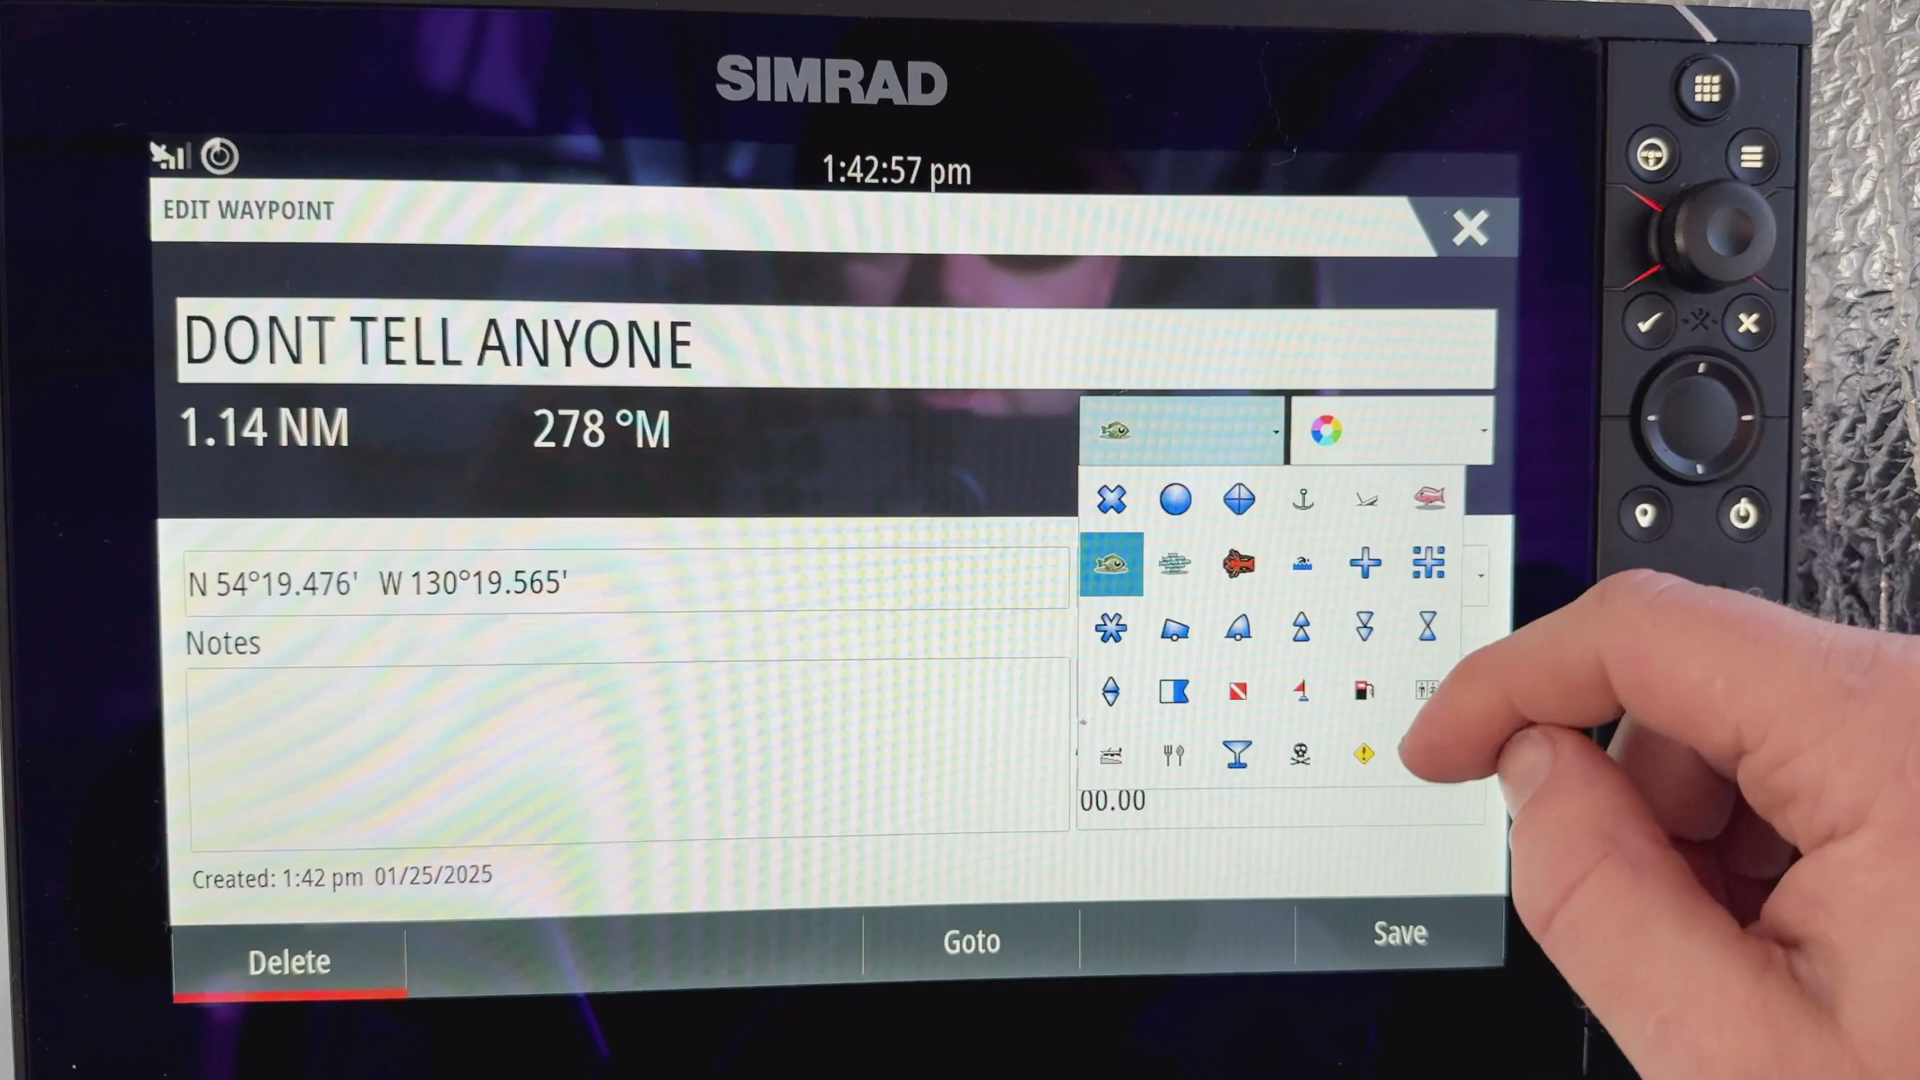 SIMRAD
1:42:57 pm
EDIT WAYPOINT
DONT TELL ANYONE
1.14 NM 278 °M
N 54°19.476' W 130°19.565'
Notes
00.00
Created: 1:42 pm 01/25/2025
Delete Goto Save